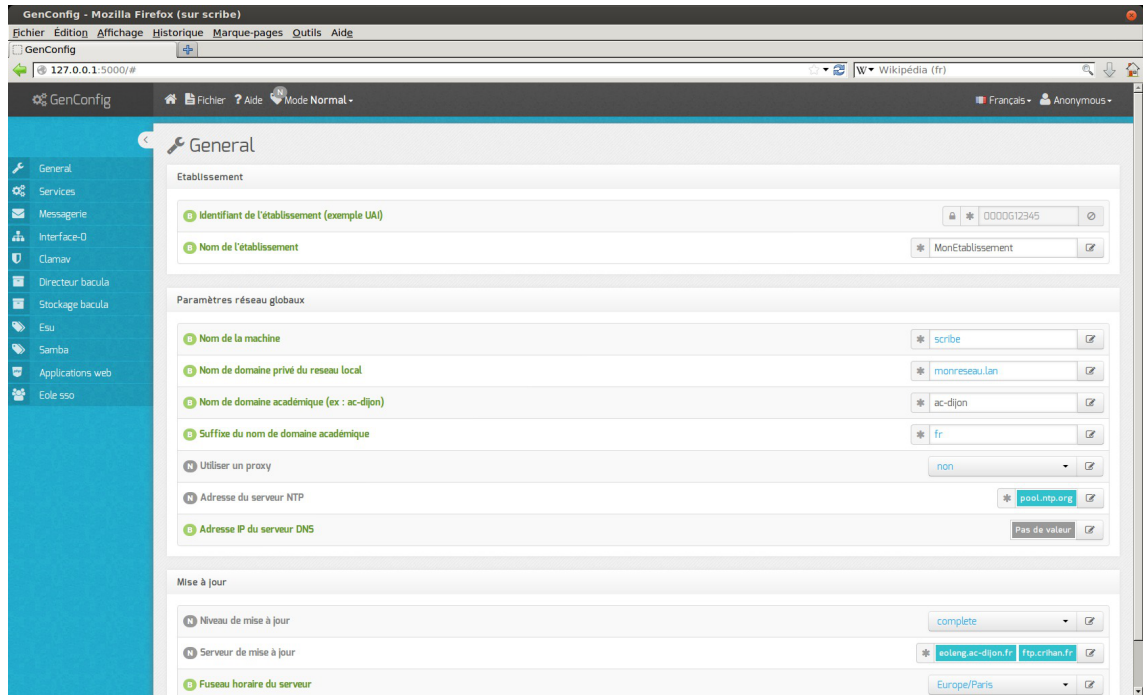 GenConfig - Mozilla Firefox (sur scribe)
Fichier Édition Affichage Historique Marque-pages Outils Aide
GenConfig
127.0.0.1:5000/#
W Wikipédia (fr)
GenConfig
Fichier ? Aide N Mode Normal
Français Anonymous
General
Services
Messagerie
Interface-0
Clamav
Directeur bacula
Stockage bacula
Esu
Samba
Applications web
Eole sso
General
Etablissement
B Identifiant de l'établissement (exemple UAI) 0000G12345
B Nom de l'établissement MonEtablissement
Paramètres réseau globaux
B Nom de la machine scribe
B Nom de domaine privé du reseau local monreseau.lan
B Nom de domaine académique (ex : ac-dijon) ac-dijon
B Suffixe du nom de domaine académique fr
N Utiliser un proxy non
N Adresse du serveur NTP pool.ntp.org
B Adresse IP du serveur DNS Pas de valeur
Mise à jour
N Niveau de mise à jour complete
N Serveur de mise à jour eoleng.ac-dijon.fr ftp.crihan.fr
B Fuseau horaire du serveur Europe/Paris